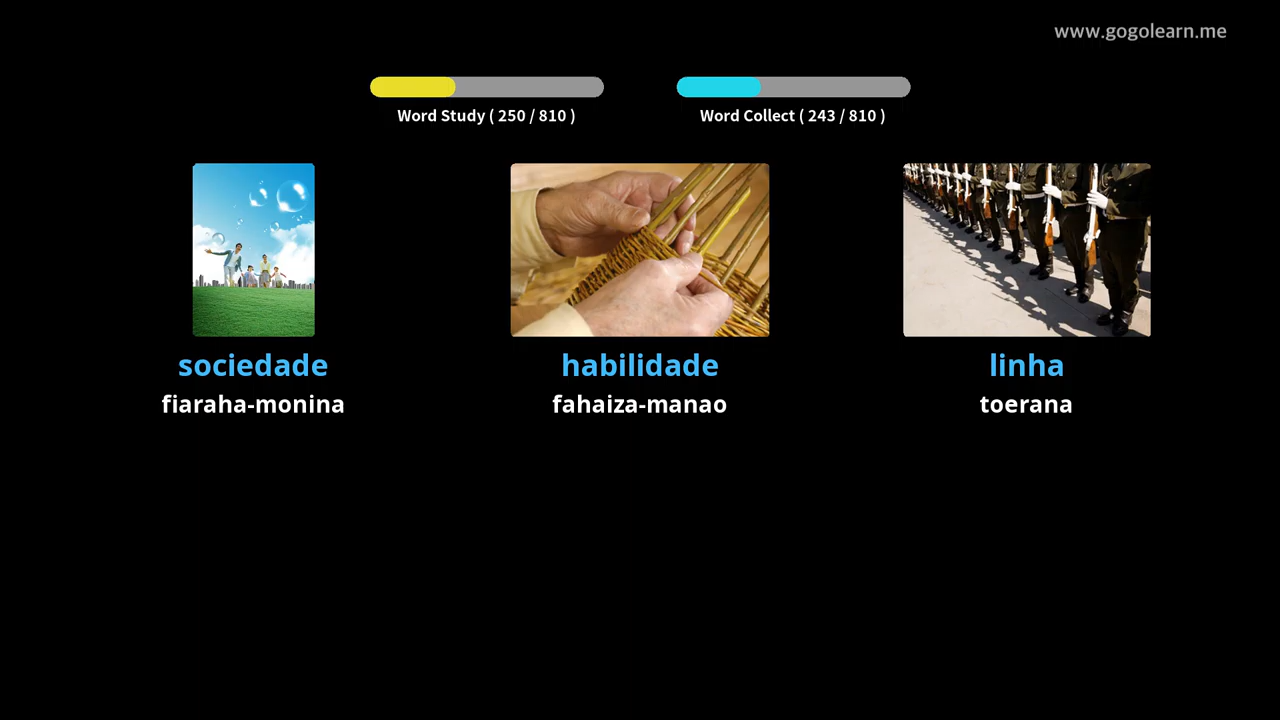 www.gogolearn.me
Word Study ( 250 / 810 )
Word Collect ( 243 / 810 )
sociedade
fiaraha-monina
habilidade
fahaiza-manao
linha
toerana